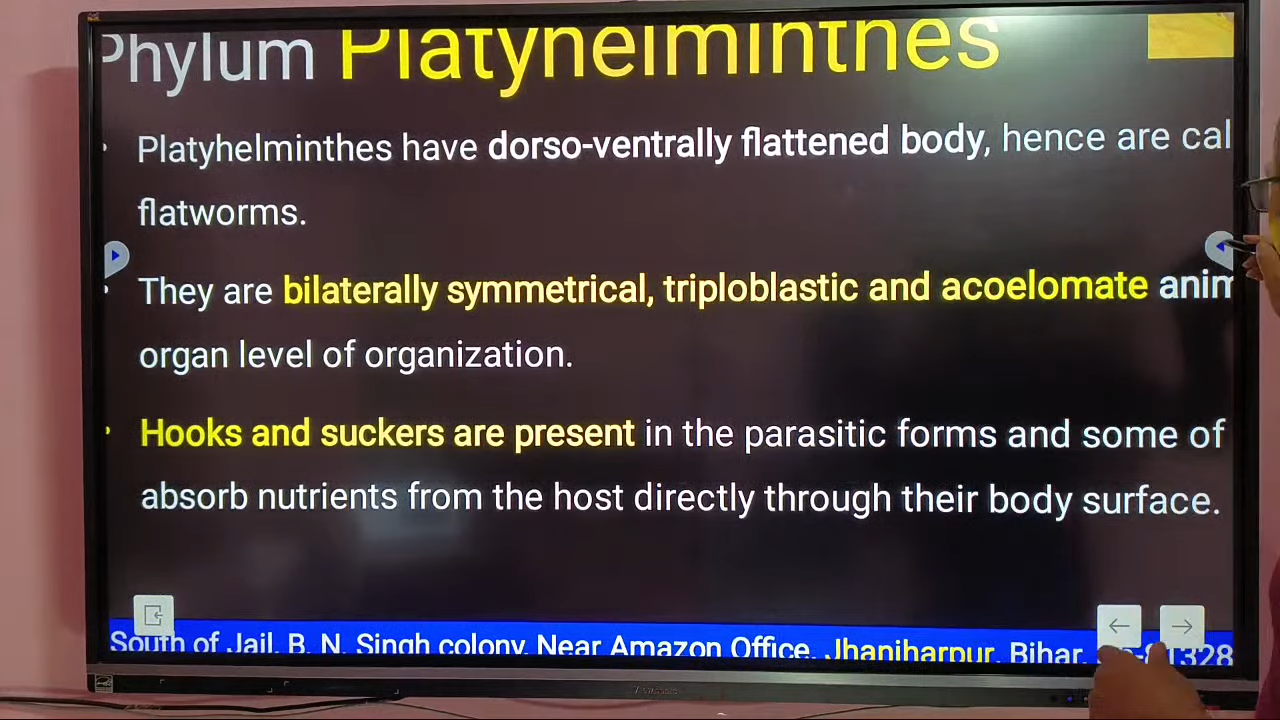 Phylum Platyhelminthes
Platyhelminthes have dorso-ventrally flattened body, hence are cal
flatworms.
They are bilaterally symmetrical, triploblastic and acoelomate anim
organ level of organization.
Hooks and suckers are present in the parasitic forms and some of
absorb nutrients from the host directly through their body surface.
South of Jail, B. N. Singh colony, Near Amazon Office, Jhaniharpur, Bihar,